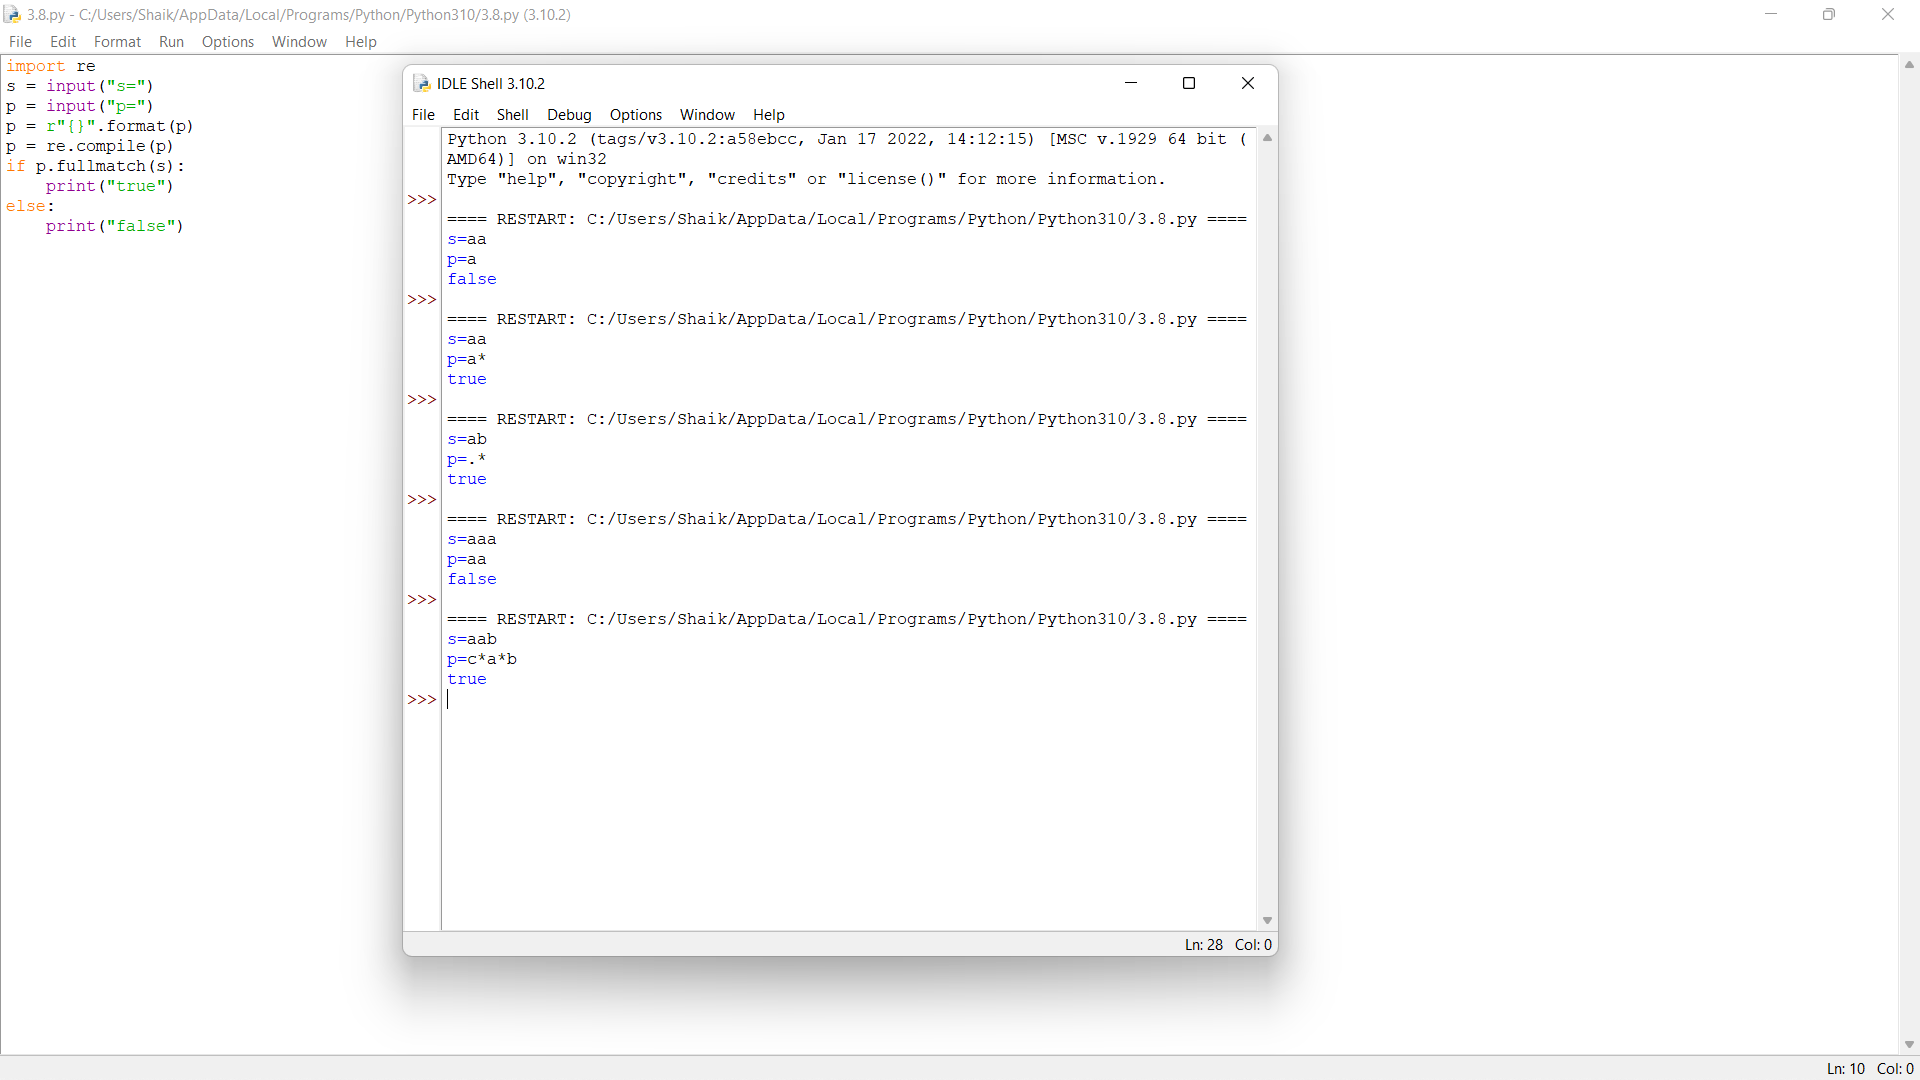 3.8.py - C:/Users/Shaik/AppData/Local/Programs/Python/Python310/3.8.py (3.10.2)
File Edit Format Run Options Window Help
import re
s = input("s=")
p = input("p=")
p = r"{}".format(p)
p = re.compile(p)
if p.fullmatch(s):
    print("true")
else:
    print("false")
IDLE Shell 3.10.2
File Edit Shell Debug Options Window Help
Python 3.10.2 (tags/v3.10.2:a58ebcc, Jan 17 2022, 14:12:15) [MSC v.1929 64 bit (
AMD64)] on win32
Type "help", "copyright", "credits" or "license()" for more information.
>>>
==== RESTART: C:/Users/Shaik/AppData/Local/Programs/Python/Python310/3.8.py ====
s=aa
p=a
false
>>>
==== RESTART: C:/Users/Shaik/AppData/Local/Programs/Python/Python310/3.8.py ====
s=aa
p=a*
true
>>>
==== RESTART: C:/Users/Shaik/AppData/Local/Programs/Python/Python310/3.8.py ====
s=ab
p=.*
true
>>>
==== RESTART: C:/Users/Shaik/AppData/Local/Programs/Python/Python310/3.8.py ====
s=aaa
p=aa
false
>>>
==== RESTART: C:/Users/Shaik/AppData/Local/Programs/Python/Python310/3.8.py ====
s=aab
p=c*a*b
true
>>>
Ln: 28 Col: 0
Ln: 10 Col: 0